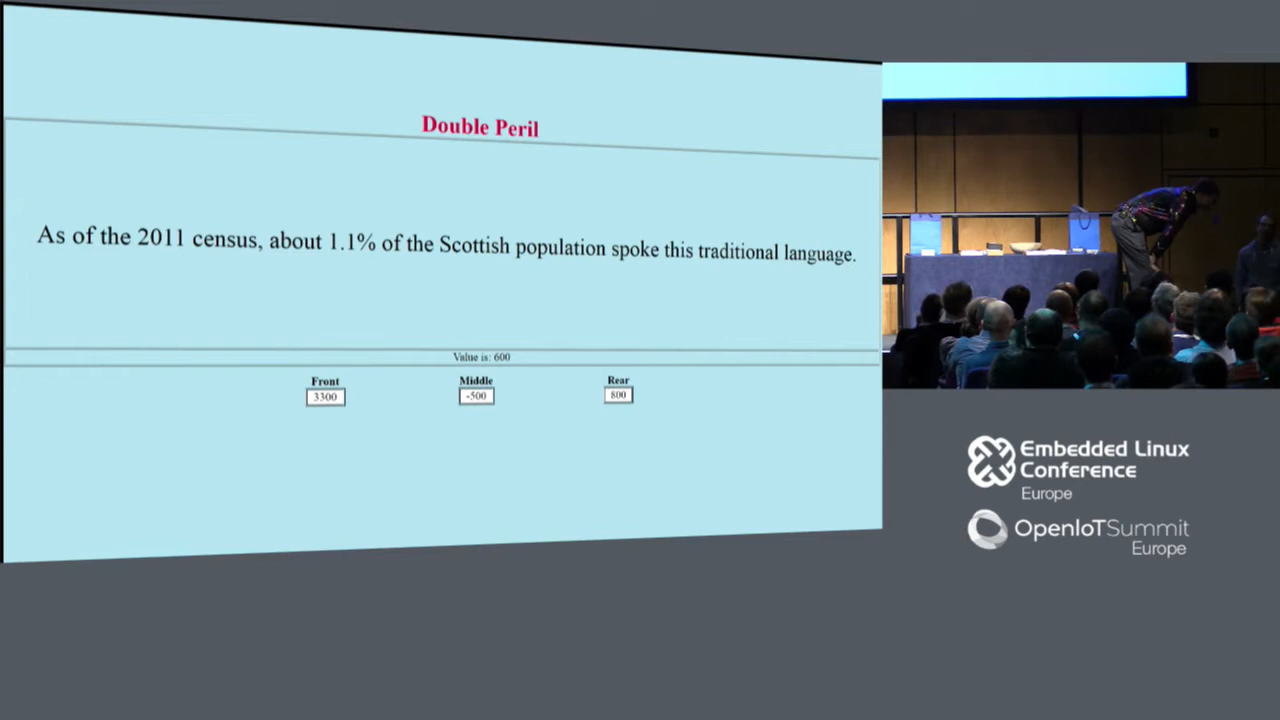 Double Peril
As of the 2011 census, about 1.1% of the Scottish population spoke this traditional language.
Value is: 600
Front
Middle
Rear
3300
-500
800
Embedded Linux
Conference
Europe
OpenIoTSummit
Europe